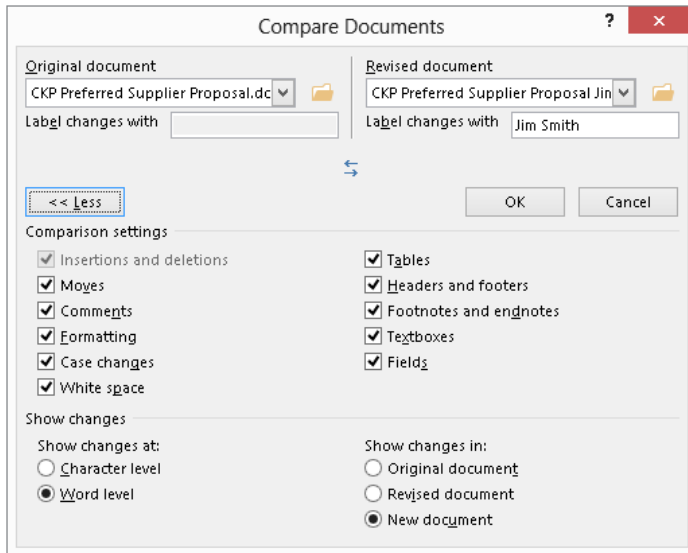 Compare Documents
? ×
Original document
CKP Preferred Supplier Proposal.dc
Label changes with
Revised document
CKP Preferred Supplier Proposal Jin
Label changes with Jim Smith
<< Less
OK
Cancel
Comparison settings
Insertions and deletions
Moves
Comments
Formatting
Case changes
White space
Tables
Headers and footers
Footnotes and endnotes
Textboxes
Fields
Show changes
Show changes at:
Character level
Word level
Show changes in:
Original document
Revised document
New document